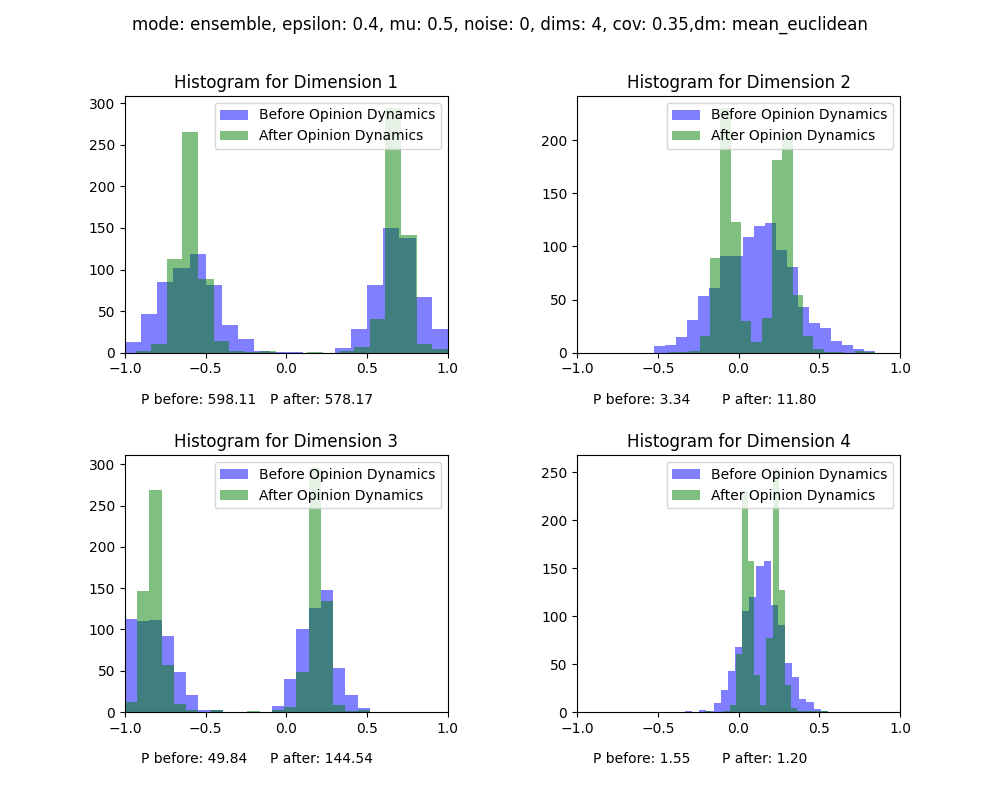 mode: ensemble, epsilon: 0.4, mu: 0.5, noise: 0, dims: 4, cov: 0.35,dm: mean_euclidean
Histogram for Dimension 1
Before Opinion Dynamics
After Opinion Dynamics
300
250
200
150
100
50
0
−1.0 −0.5 0.0 0.5 1.0
P before: 598.11 P after: 578.17
Histogram for Dimension 2
Before Opinion Dynamics
After Opinion Dynamics
200
150
100
50
0
−1.0 −0.5 0.0 0.5 1.0
P before: 3.34 P after: 11.80
Histogram for Dimension 3
Before Opinion Dynamics
After Opinion Dynamics
300
250
200
150
100
50
0
−1.0 −0.5 0.0 0.5 1.0
P before: 49.84 P after: 144.54
Histogram for Dimension 4
Before Opinion Dynamics
After Opinion Dynamics
250
200
150
100
50
0
−1.0 −0.5 0.0 0.5 1.0
P before: 1.55 P after: 1.20